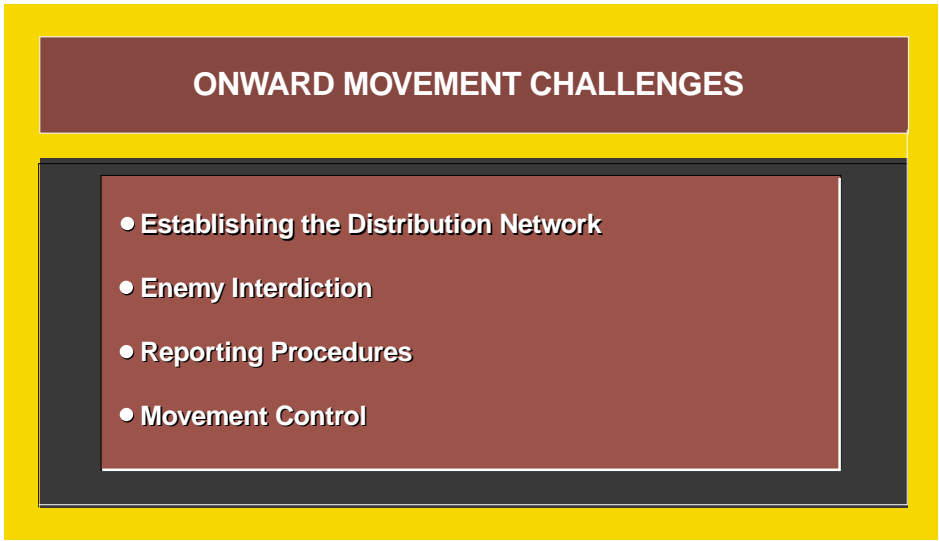 ONWARD MOVEMENT CHALLENGES
● Establishing the Distribution Network
● Enemy Interdiction
● Reporting Procedures
● Movement Control